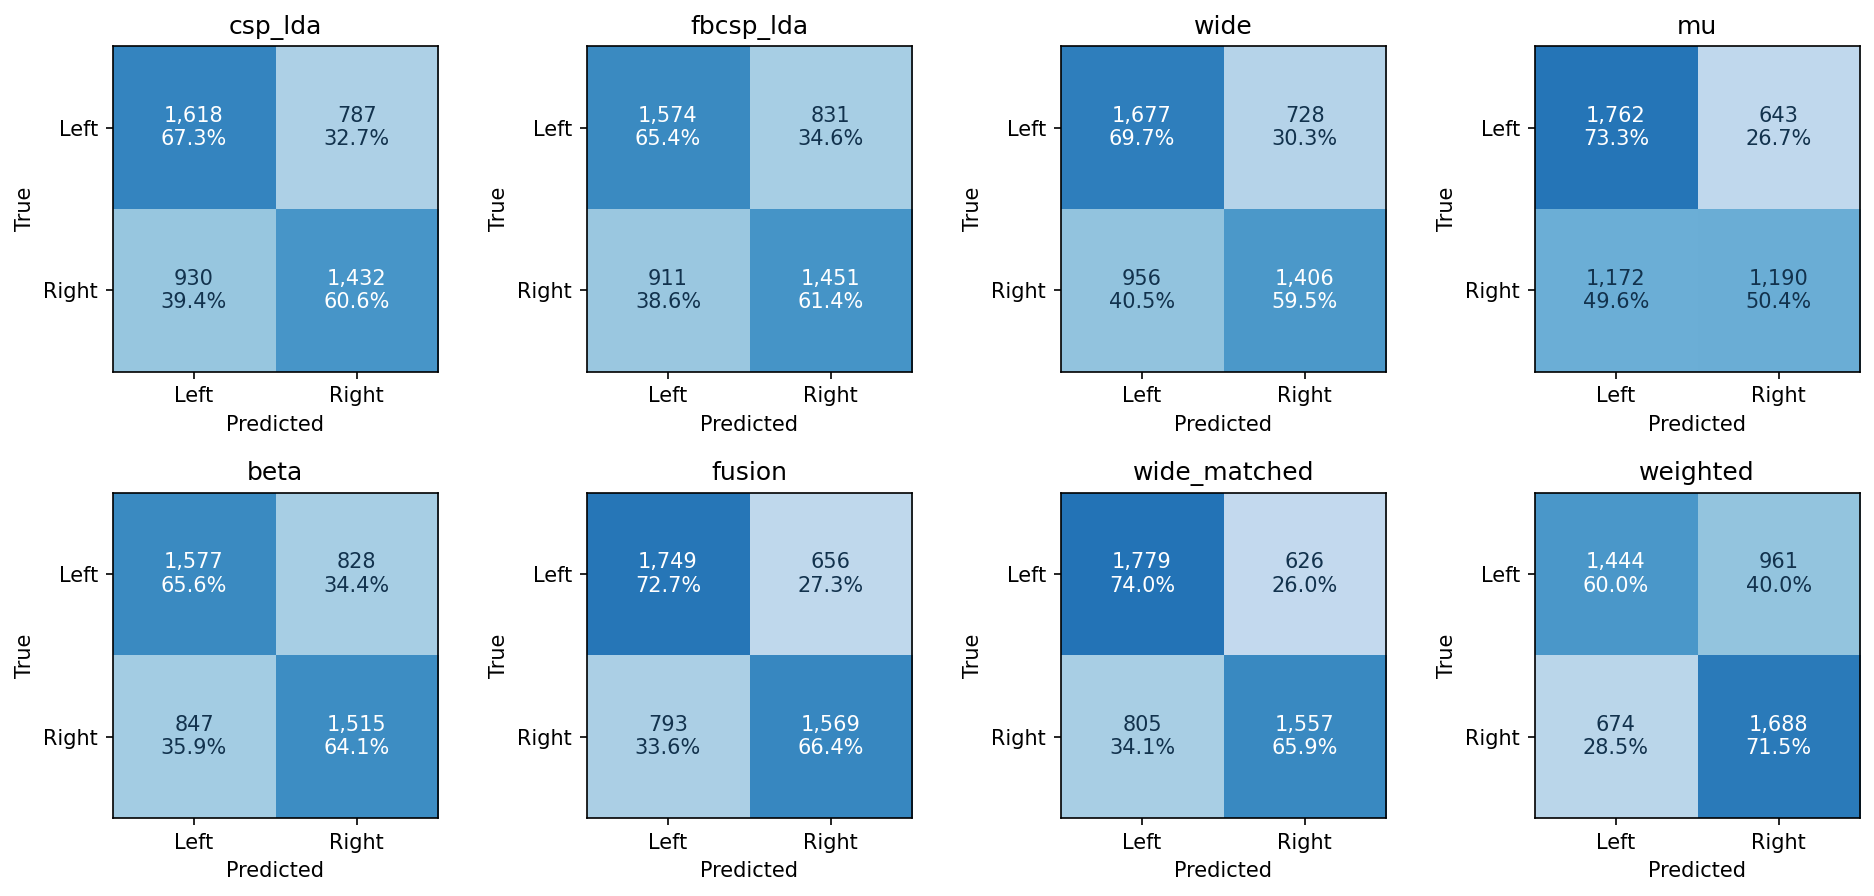 csp_lda
True
Left
1,618
67.3%
787
32.7%
Right
930
39.4%
1,432
60.6%
Left
Right
Predicted
fbcsp_lda
True
Left
1,574
65.4%
831
34.6%
Right
911
38.6%
1,451
61.4%
Left
Right
Predicted
wide
True
Left
1,677
69.7%
728
30.3%
Right
956
40.5%
1,406
59.5%
Left
Right
Predicted
mu
True
Left
1,762
73.3%
643
26.7%
Right
1,172
49.6%
1,190
50.4%
Left
Right
Predicted
beta
True
Left
1,577
65.6%
828
34.4%
Right
847
35.9%
1,515
64.1%
Left
Right
Predicted
fusion
True
Left
1,749
72.7%
656
27.3%
Right
793
33.6%
1,569
66.4%
Left
Right
Predicted
wide_matched
True
Left
1,779
74.0%
626
26.0%
Right
805
34.1%
1,557
65.9%
Left
Right
Predicted
weighted
True
Left
1,444
60.0%
961
40.0%
Right
674
28.5%
1,688
71.5%
Left
Right
Predicted